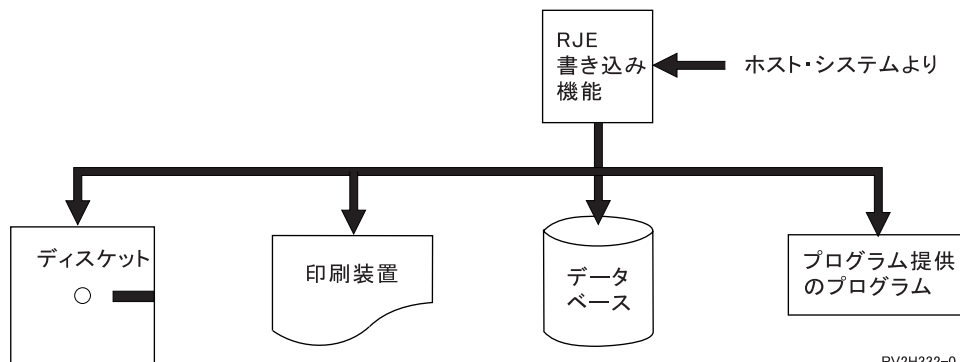 RJE
書き込み
機能
ホスト・システムより
ディスケット
印刷装置
データ
ベース
プログラム提供
のプログラム
RV2H322-0